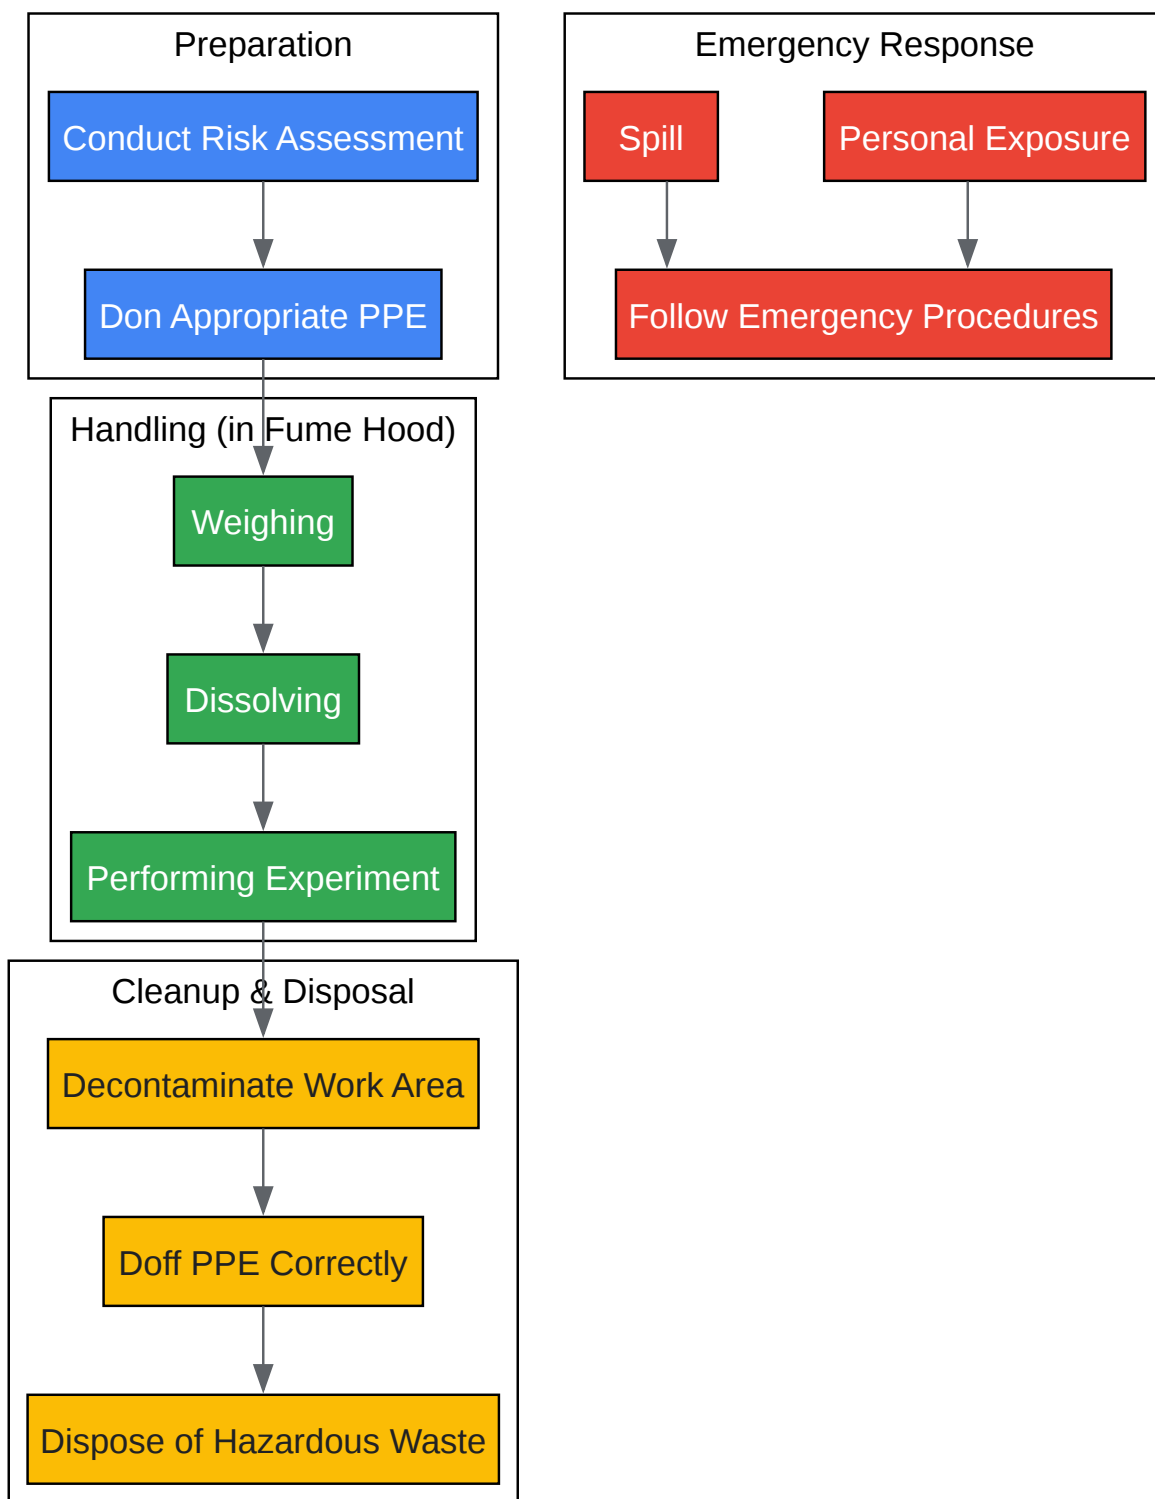 Preparation
Conduct Risk Assessment
Don Appropriate PPE
Handling (in Fume Hood)
Weighing
Dissolving
Performing Experiment
Cleanup & Disposal
Decontaminate Work Area
Doff PPE Correctly
Dispose of Hazardous Waste
Emergency Response
Spill
Personal Exposure
Follow Emergency Procedures